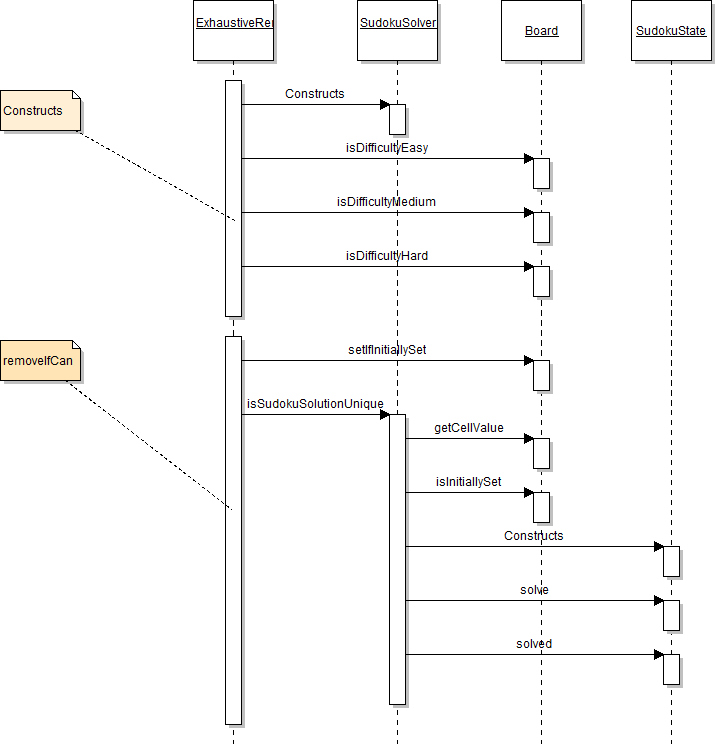 ExhaustiveRe
SudokuSolver
Board
SudokuState
Constructs
Constructs
isDifficultyEasy
isDifficultyMedium
isDifficultyHard
removeIfCan
setIfInitiallySet
isSudokuSolutionUnique
getCellValue
isInitiallySet
Constructs
solve
solved